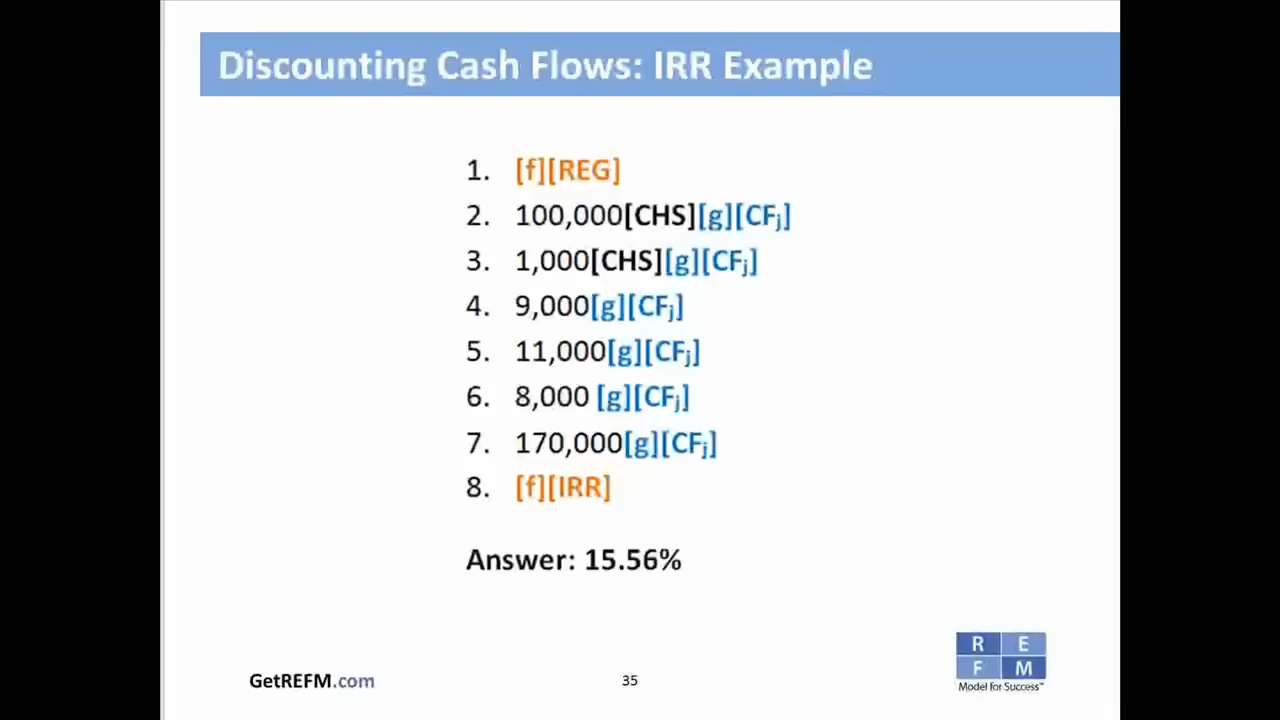 Discounting Cash Flows: IRR Example
1. [f][REG]
2. 100,000[CHS][g][CFj]
3. 1,000[CHS][g][CFj]
4. 9,000[g][CFj]
5. 11,000[g][CFj]
6. 8,000 [g][CFj]
7. 170,000[g][CFj]
8. [f][IRR]
Answer: 15.56%
GetREFM.com
35
R E
F M
Model for Success™